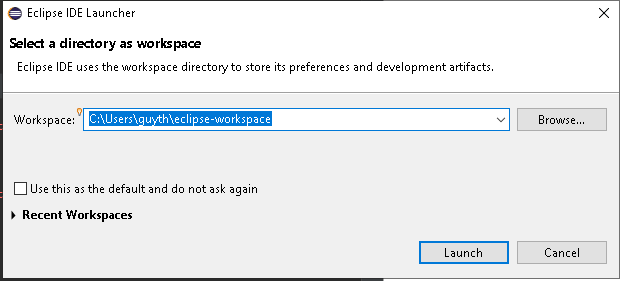 Eclipse IDE Launcher
Select a directory as workspace
Eclipse IDE uses the workspace directory to store its preferences and development artifacts.
Workspace: C:\Users\guyth\eclipse-workspace Browse...
Use this as the default and do not ask again
Recent Workspaces
Launch Cancel